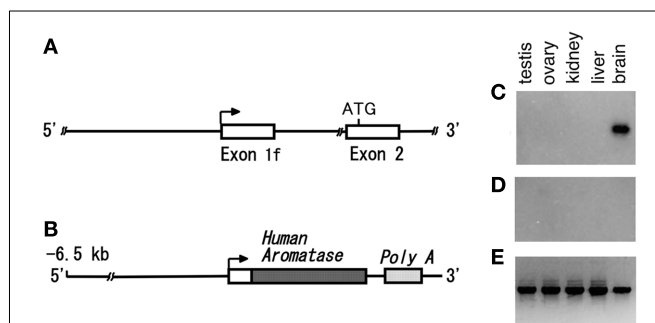 A
5' ATG 3'
Exon 1f Exon 2
B
-6.5 kb
Human
Aromatase Poly A
5' 3'
testis
ovary
kidney
liver
brain
C
D
E